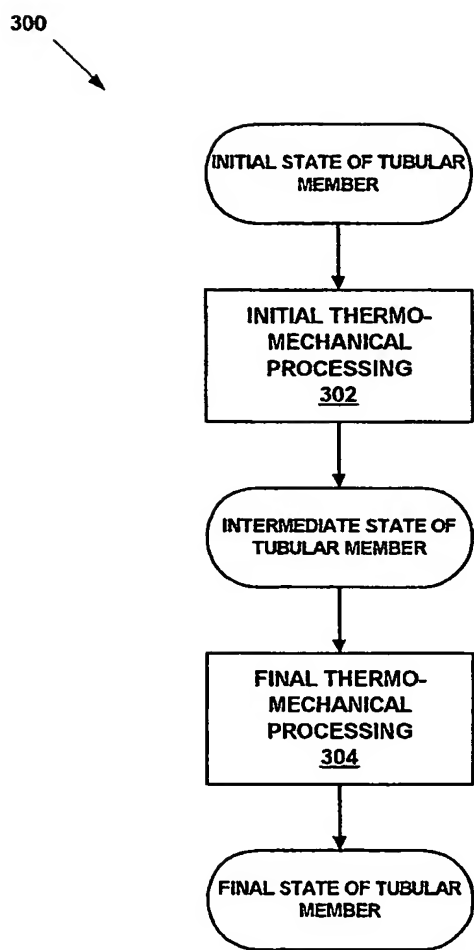 300
INITIAL STATE OF TUBULAR
MEMBER
INITIAL THERMO-
MECHANICAL
PROCESSING
302
INTERMEDIATE STATE OF
TUBULAR MEMBER
FINAL THERMO-
MECHANICAL
PROCESSING
304
FINAL STATE OF TUBULAR
MEMBER